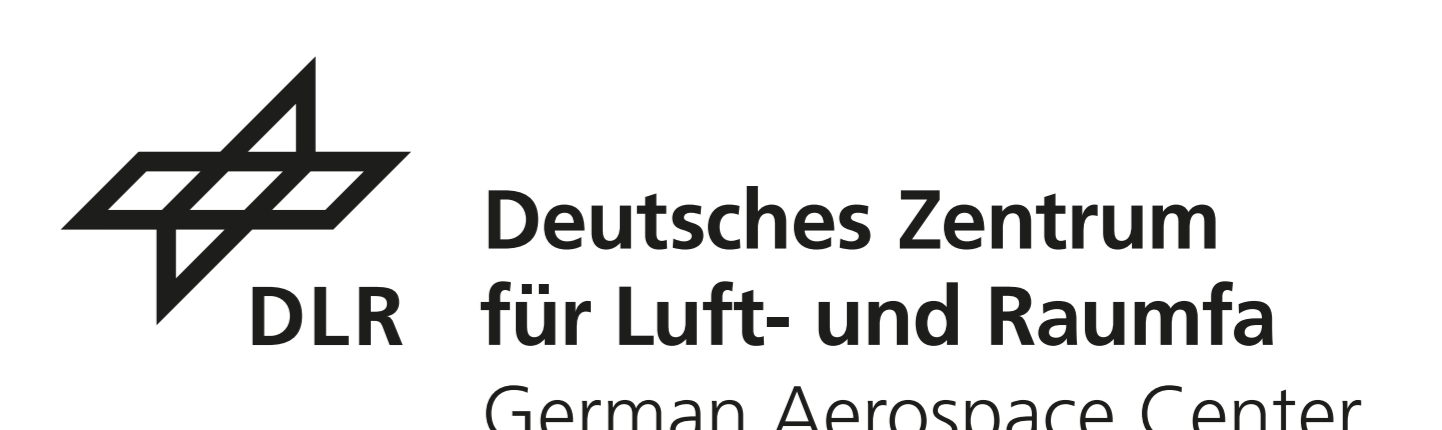 DLR
Deutsches Zentrum
für Luft- und Raumfa
German Aerospace Center